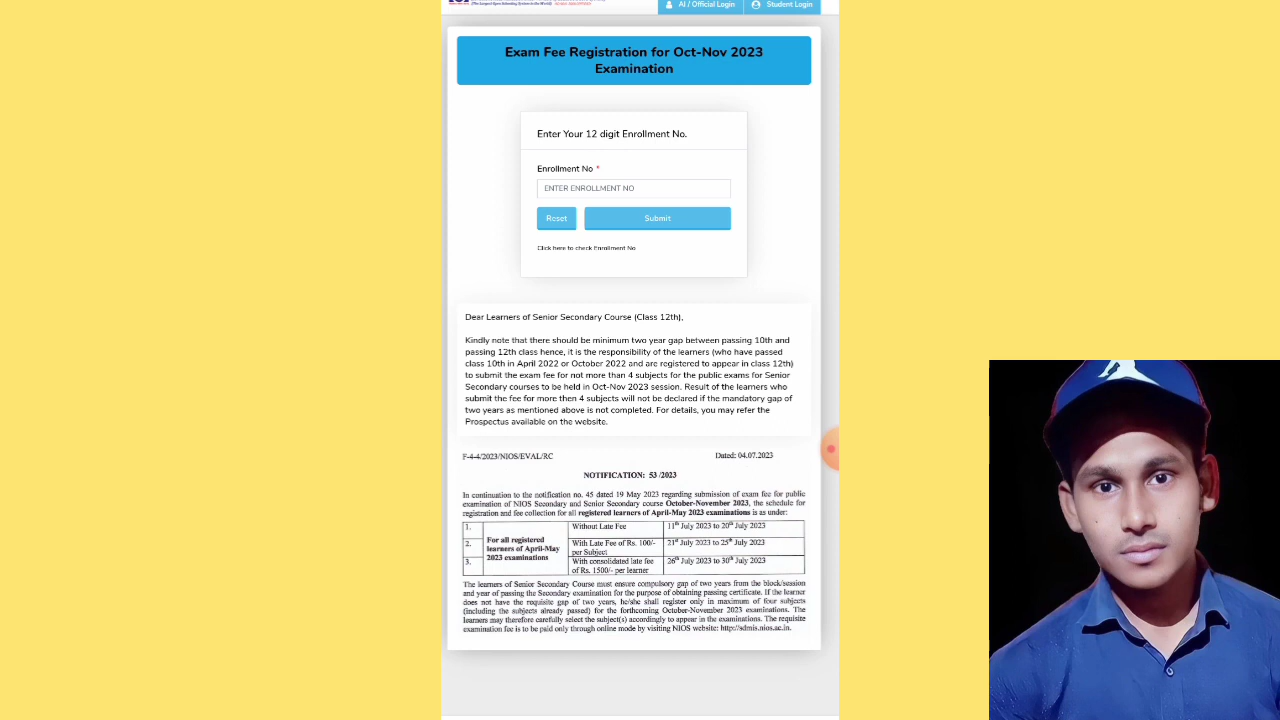 (The Largest Open Schooling System in the World)
AI / Official Login
Student Login
Exam Fee Registration for Oct-Nov 2023
Examination
Enter Your 12 digit Enrollment No.
Enrollment No *
ENTER ENROLLMENT NO
Reset
Submit
Click here to check Enrollment No
Dear Learners of Senior Secondary Course (Class 12th),
Kindly note that there should be minimum two year gap between passing 10th and
passing 12th class hence, it is the responsibility of the learners (who have passed
class 10th in April 2022 or October 2022 and are registered to appear in class 12th)
to submit the exam fee for not more than 4 subjects for the public exams for Senior
Secondary courses to be held in Oct-Nov 2023 session. Result of the learners who
submit the fee for more then 4 subjects will not be declared if the mandatory gap of
two years as mentioned above is not completed. For details, you may refer the
Prospectus available on the website.
F-4-4/2023/NIOS/EVAL/RC
Dated: 04.07.2023
NOTIFICATION: 53 /2023
In continuation to the notification no. 45 dated 19 May 2023 regarding submission of exam fee for public
examination of NIOS Secondary and Senior Secondary course October-November 2023, the schedule for
registration and fee collection for all registered learners of April-May 2023 examinations is as under:
1.
Without Late Fee
11th July 2023 to 20th July 2023
For all registered
learners of April-May
2023 examinations
2.
With Late Fee of Rs. 100/-
per Subject
21st July 2023 to 25th July 2023
3.
With consolidated late fee
of Rs. 1500/- per learner
26th July 2023 to 30th July 2023
The learners of Senior Secondary Course must ensure compulsory gap of two years from the block/session
and year of passing the Secondary examination for the purpose of obtaining passing certificate. If the learner
does not have the requisite gap of two years, he/she shall register only in maximum of four subjects
(including the subjects already passed) for the forthcoming October-November 2023 examinations. The
learners may therefore carefully select the subject(s) accordingly to appear in the examinations. The requisite
examination fee is to be paid only through online mode by visiting NIOS website: http://sdmis.nios.ac.in.